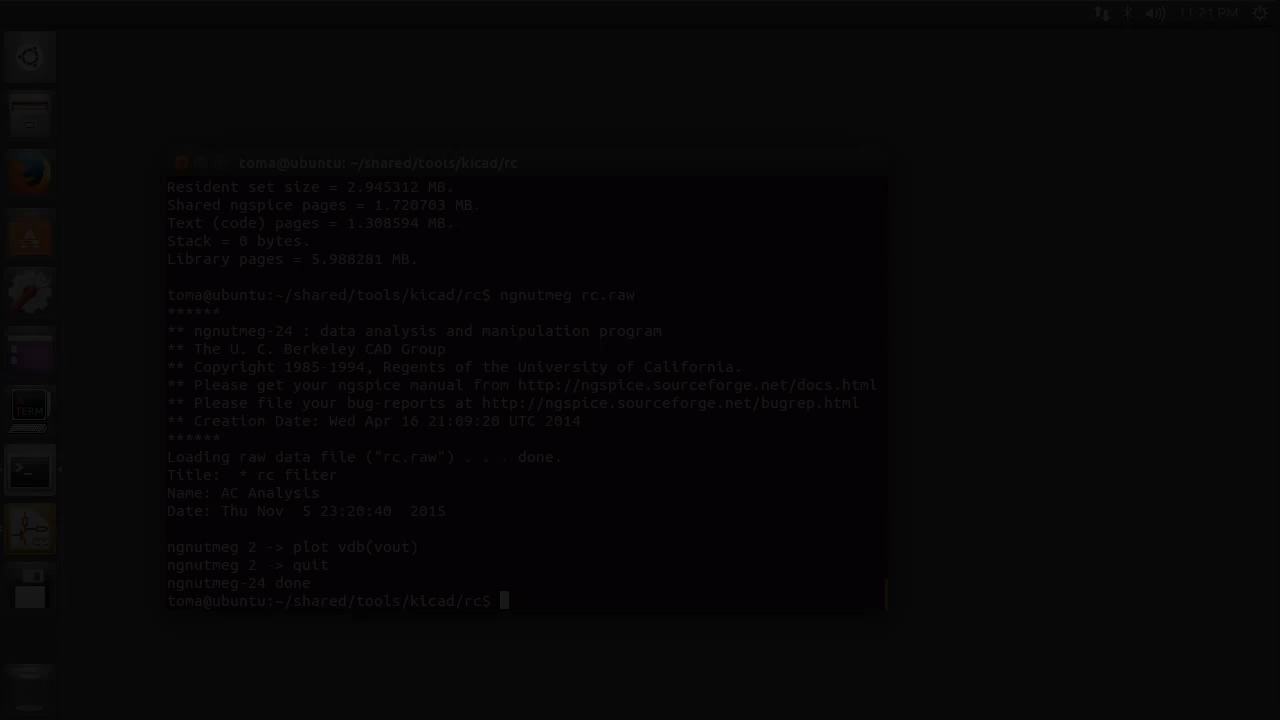 11:21 PM
toma@ubuntu: ~/shared/tools/kicad/rc
Resident set size = 2.945312 MB.
Shared ngspice pages = 1.720703 MB.
Text (code) pages = 1.308594 MB.
Stack = 0 bytes.
Library pages = 5.988281 MB.
toma@ubuntu:~/shared/tools/kicad/rc$ ngnutmeg rc.raw
******
** ngnutmeg-24 : data analysis and manipulation program
** The U. C. Berkeley CAD Group
** Copyright 1985-1994, Regents of the University of California.
** Please get your ngspice manual from http://ngspice.sourceforge.net/docs.html
** Please file your bug-reports at http://ngspice.sourceforge.net/bugrep.html
** Creation Date: Wed Apr 16 21:09:20 UTC 2014
******
Loading raw data file ("rc.raw") . . . done.
Title:  * rc filter
Name: AC Analysis
Date: Thu Nov  5 23:20:40  2015
ngnutmeg 2 -> plot vdb(vout)
ngnutmeg 2 -> quit
ngnutmeg-24 done
toma@ubuntu:~/shared/tools/kicad/rc$
TERM
>_